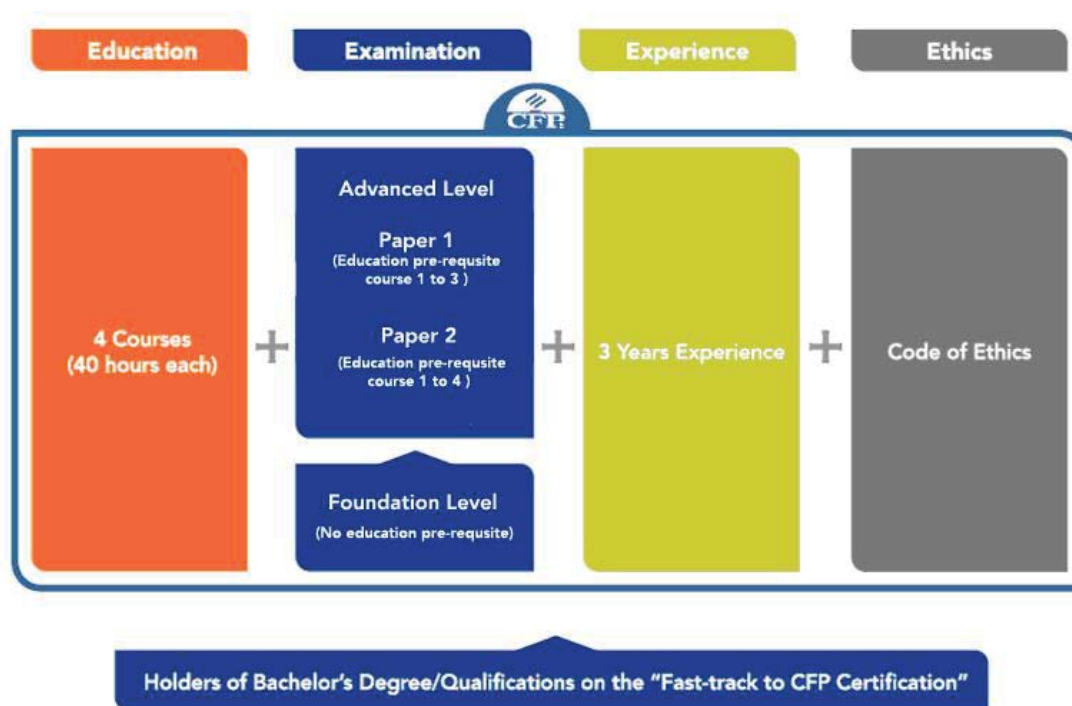 Education
Examination
Experience
Ethics
CFP
4 Courses
(40 hours each)
+
Advanced Level
Paper 1
(Education pre-requsite
course 1 to 3 )
Paper 2
(Education pre-requsite
course 1 to 4 )
Foundation Level
(No education pre-requsite)
+
3 Years Experience
+
Code of Ethics
Holders of Bachelor's Degree/Qualifications on the "Fast-track to CFP Certification"